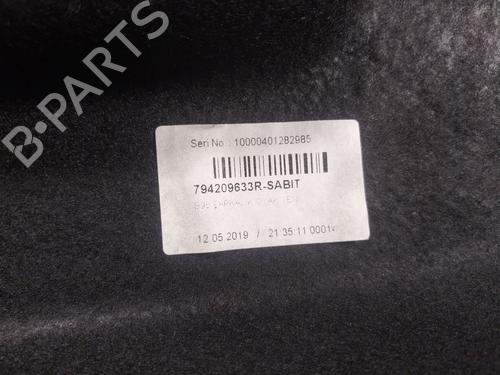 Seri No : 10000401282985
794209633R-SABIT
12.05.2019 / 21:35:11 00014
B-PARTS